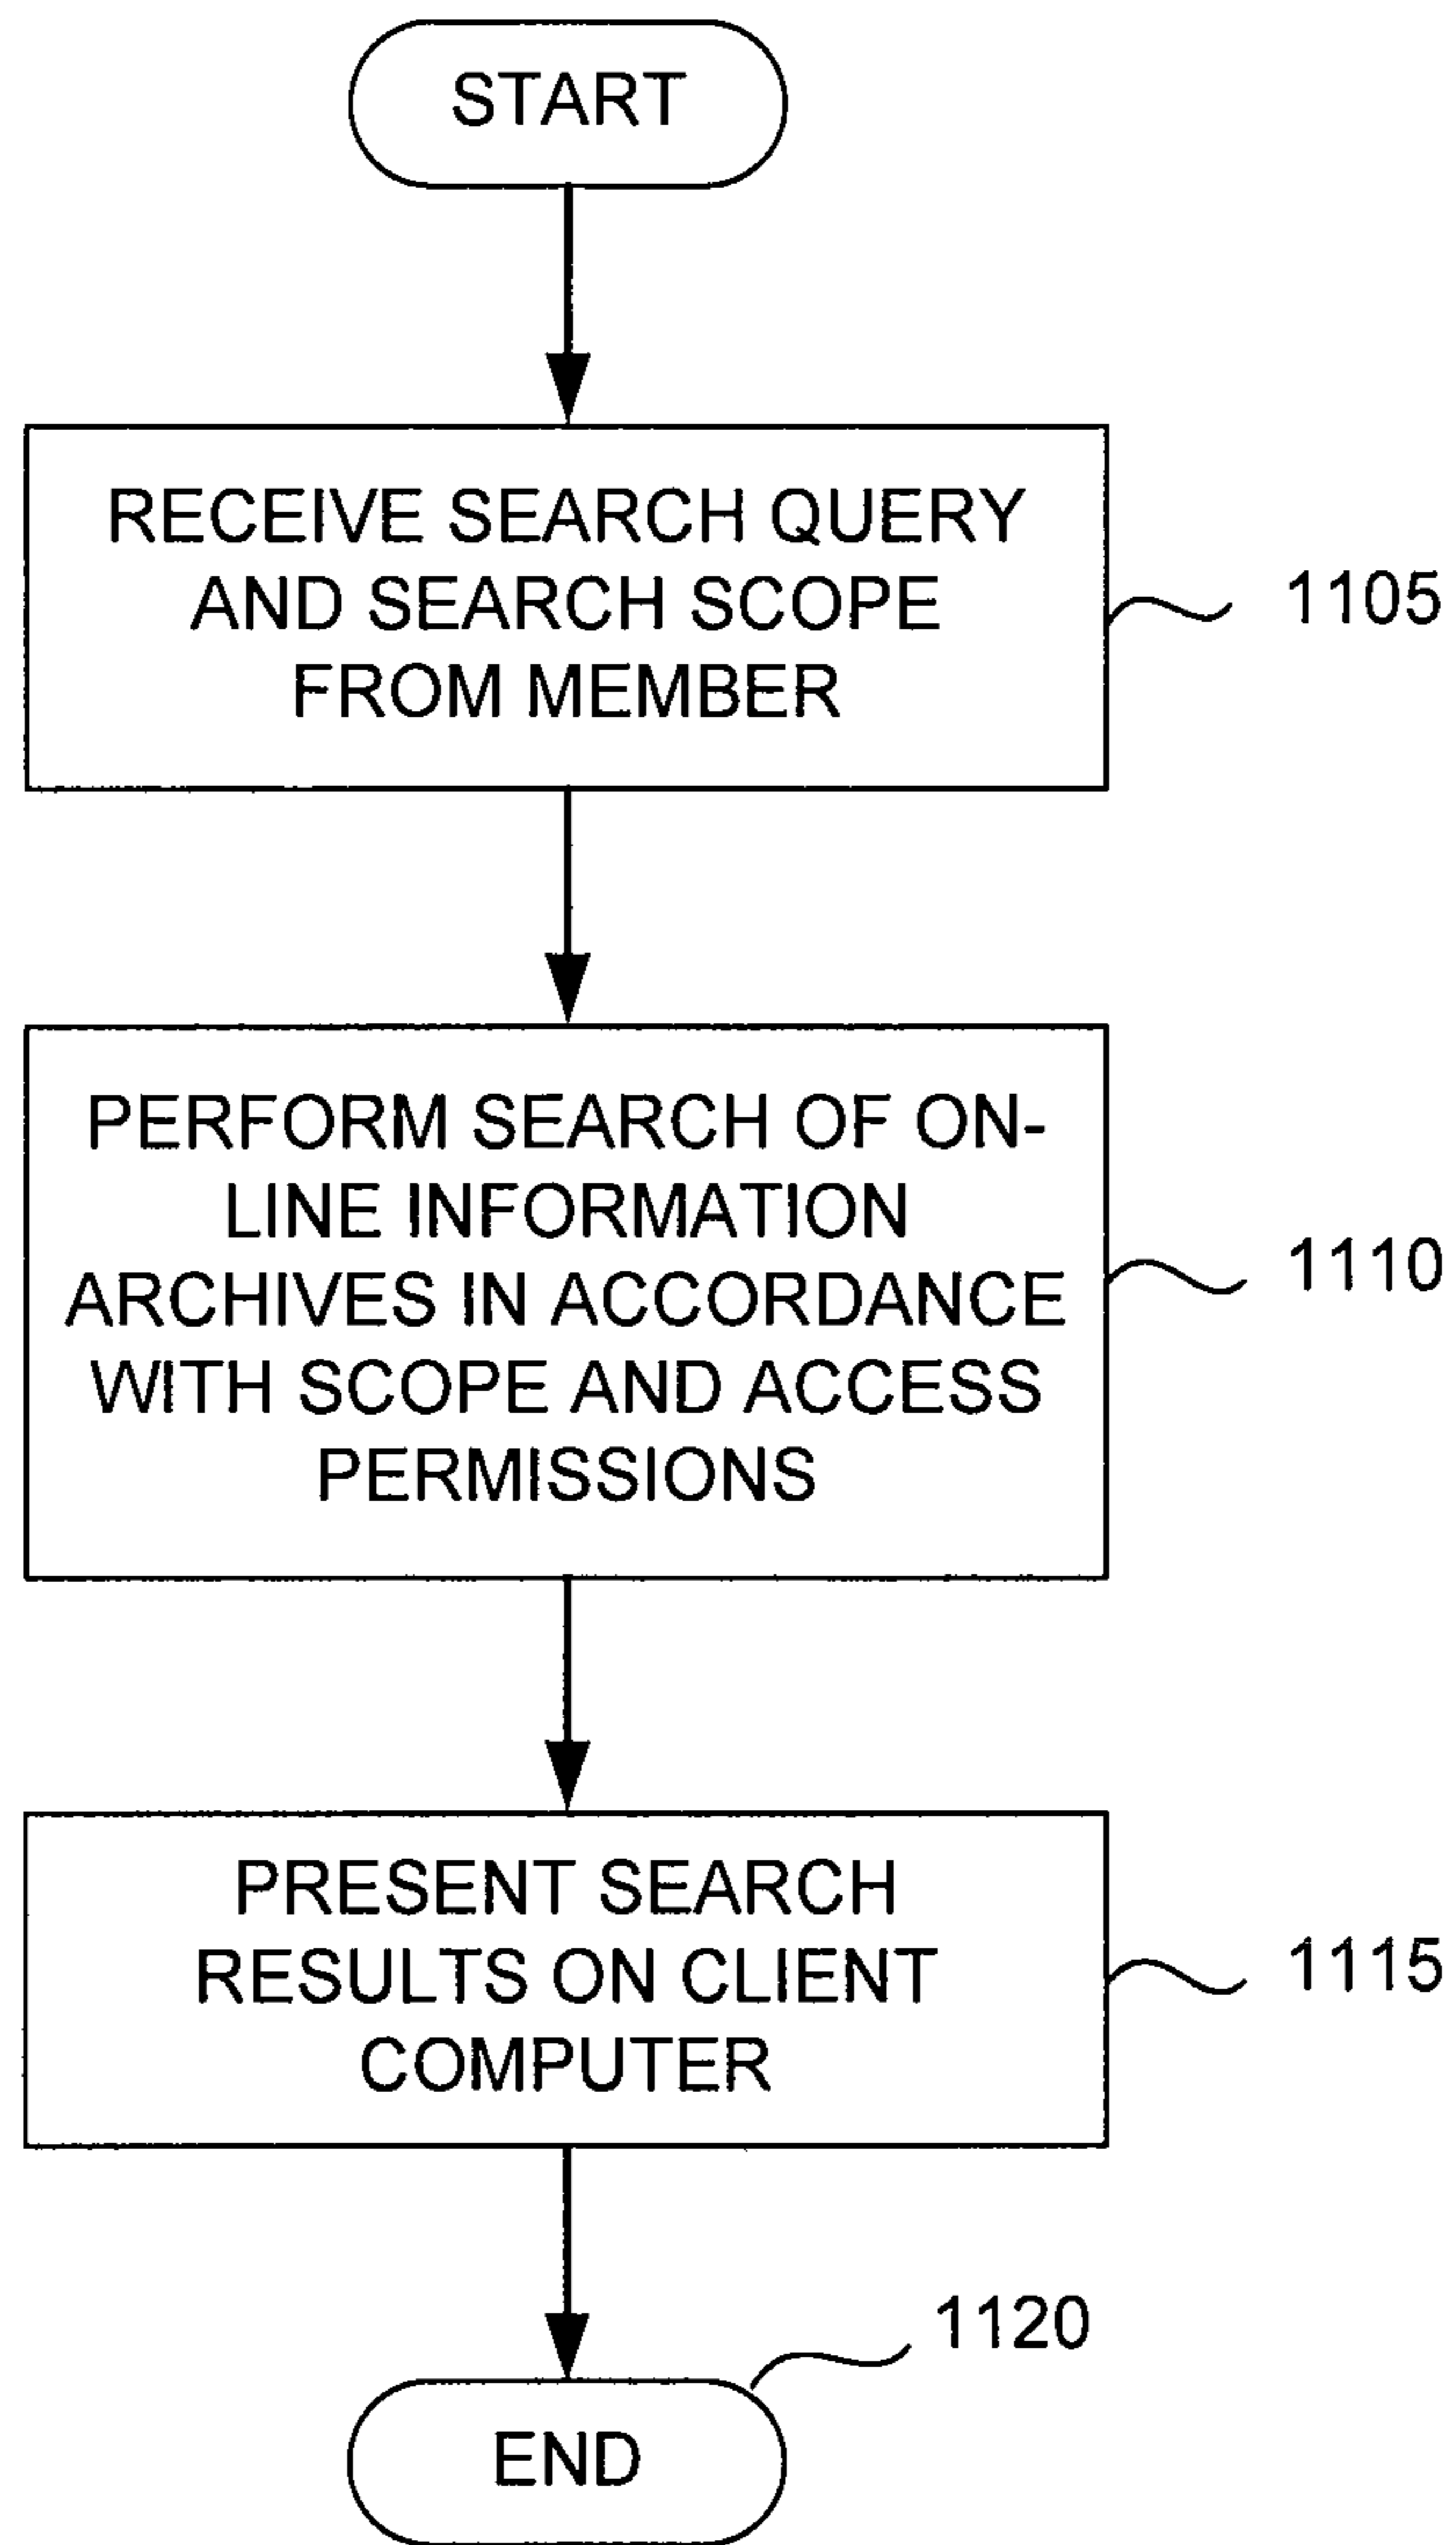 START
RECEIVE SEARCH QUERY
AND SEARCH SCOPE
FROM MEMBER
1105
PERFORM SEARCH OF ON-
LINE INFORMATION
ARCHIVES IN ACCORDANCE
WITH SCOPE AND ACCESS
PERMISSIONS
1110
PRESENT SEARCH
RESULTS ON CLIENT
COMPUTER
1115
1120
END